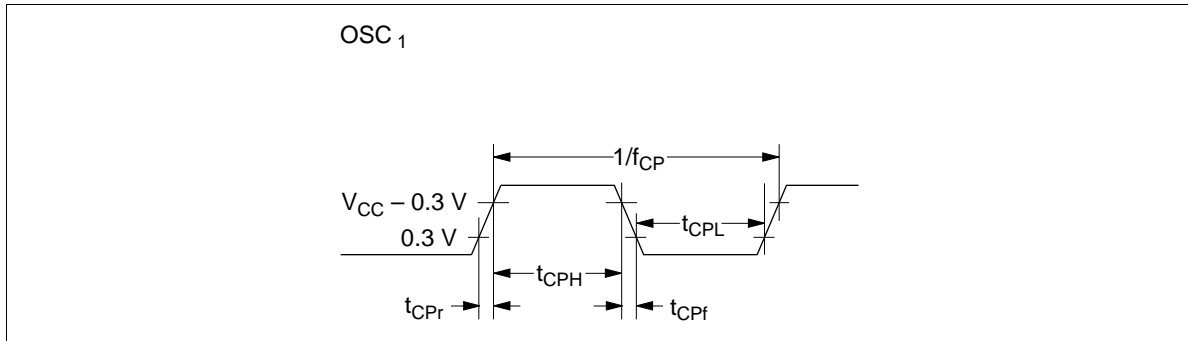 OSC 1
1/fCP
VCC – 0.3 V
0.3 V
tCPL
tCPH
tCPr
tCPf